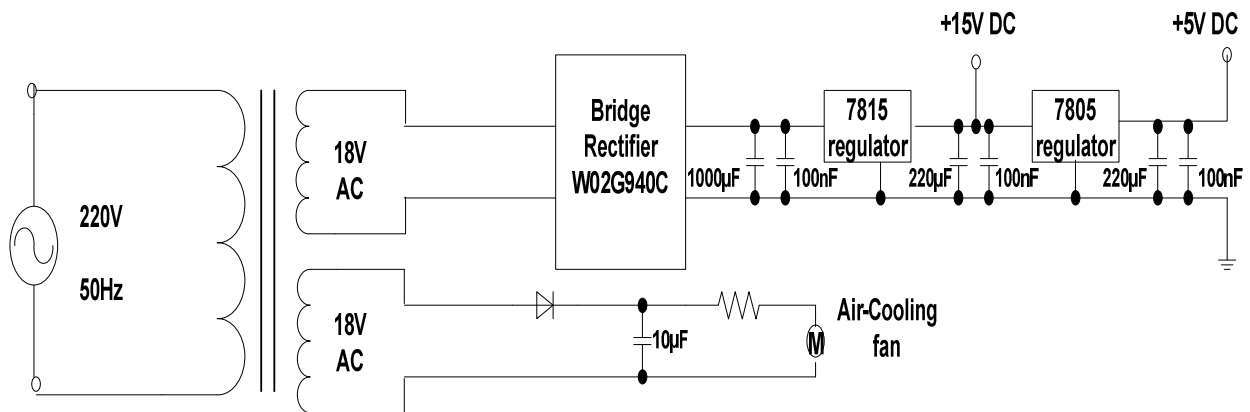 +15V DC
+5V DC
Bridge
Rectifier
W02G940C
7815
regulator
7805
regulator
18V
AC
1000µF
100nF
220µF
100nF
220µF
100nF
220V
50Hz
18V
AC
10µF
M
Air-Cooling
fan